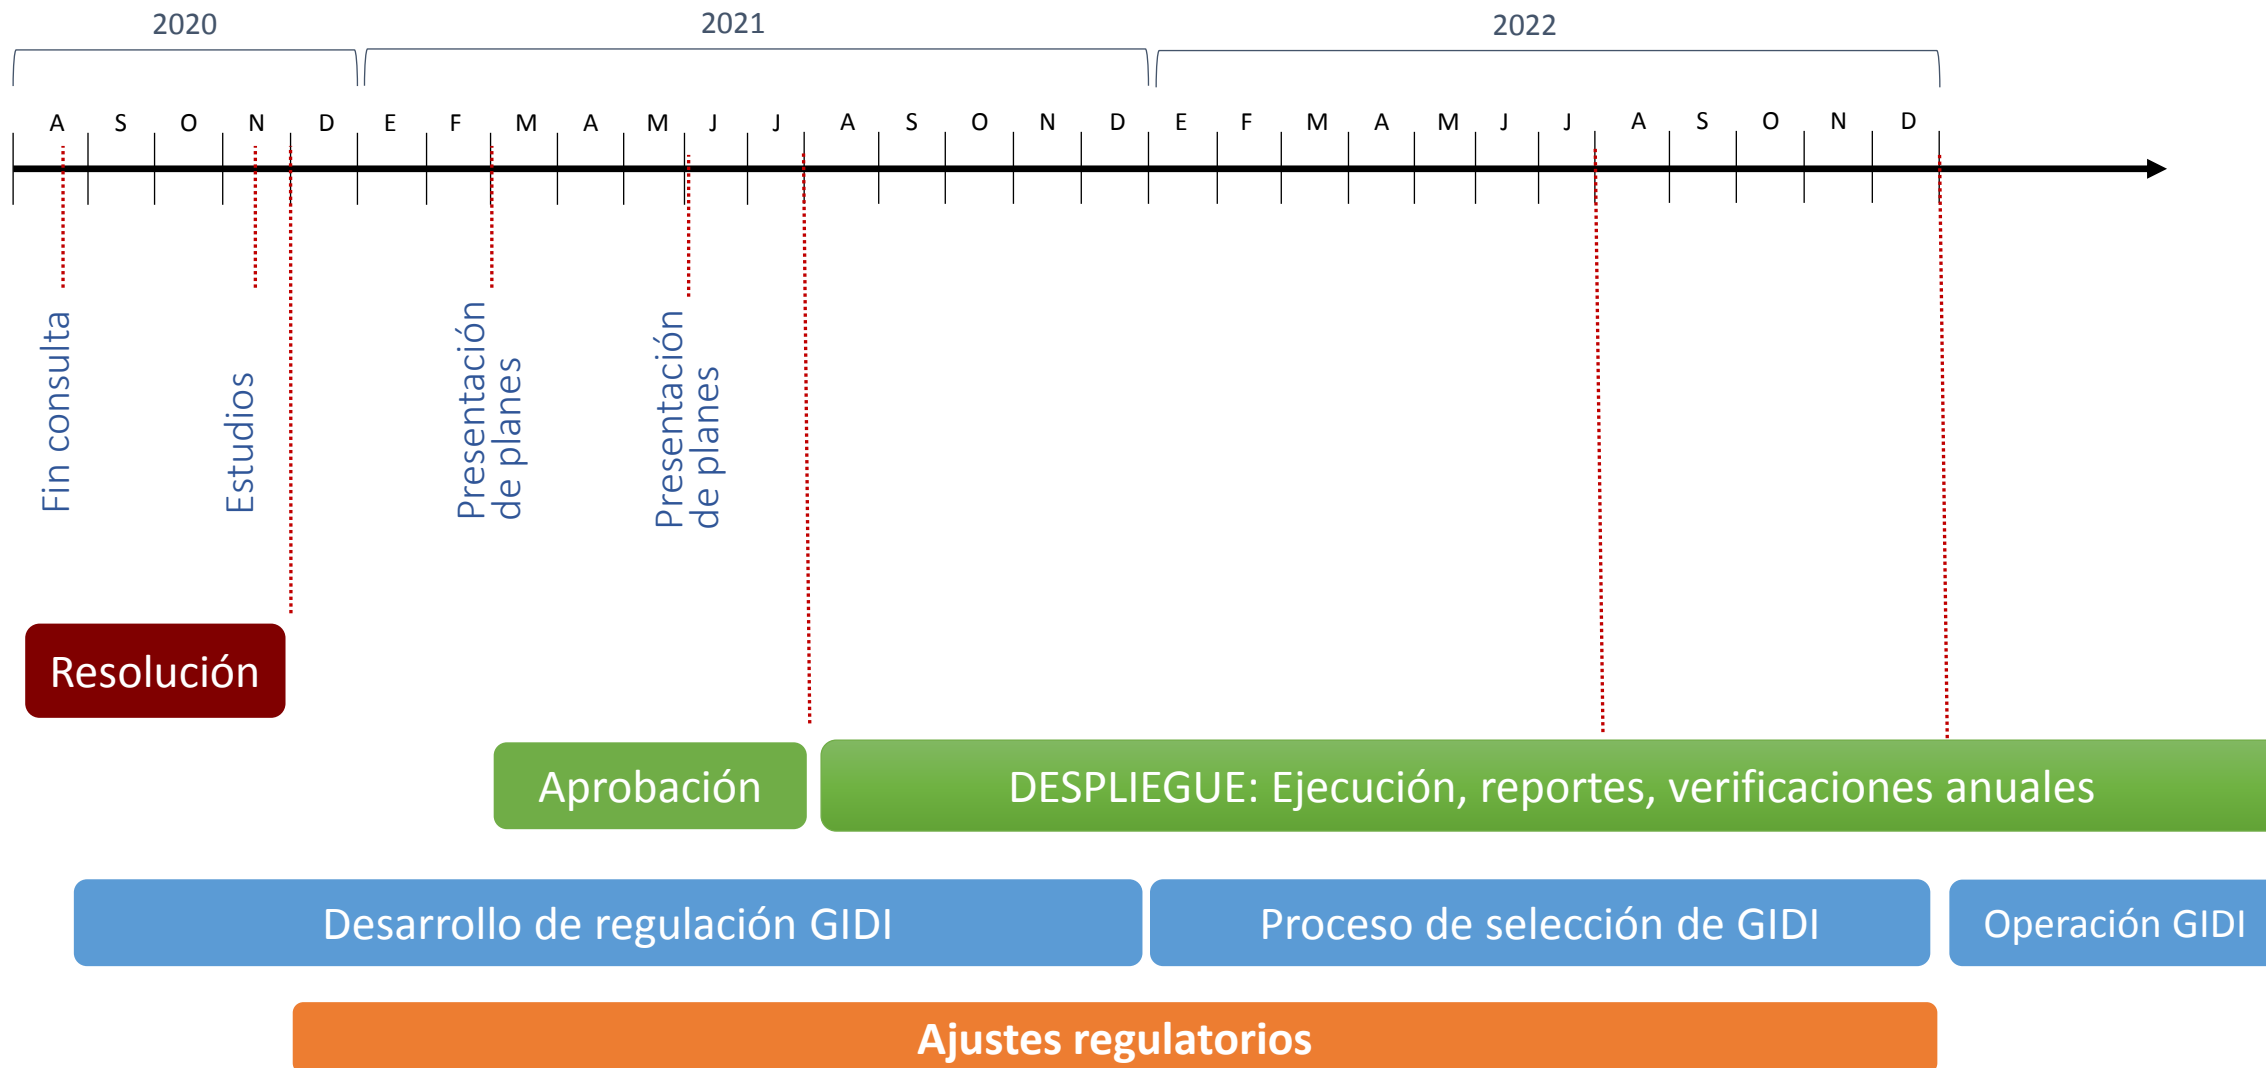 2020 2021 2022
A S O N D E F M A M J J A S O N D E F M A M J J A S O N D
Fin consulta
Estudios
Presentación
de planes
Presentación
de planes
Resolución
Aprobación
DESPLIEGUE: Ejecución, reportes, verificaciones anuales
Desarrollo de regulación GIDI
Proceso de selección de GIDI
Operación GIDI
Ajustes regulatorios